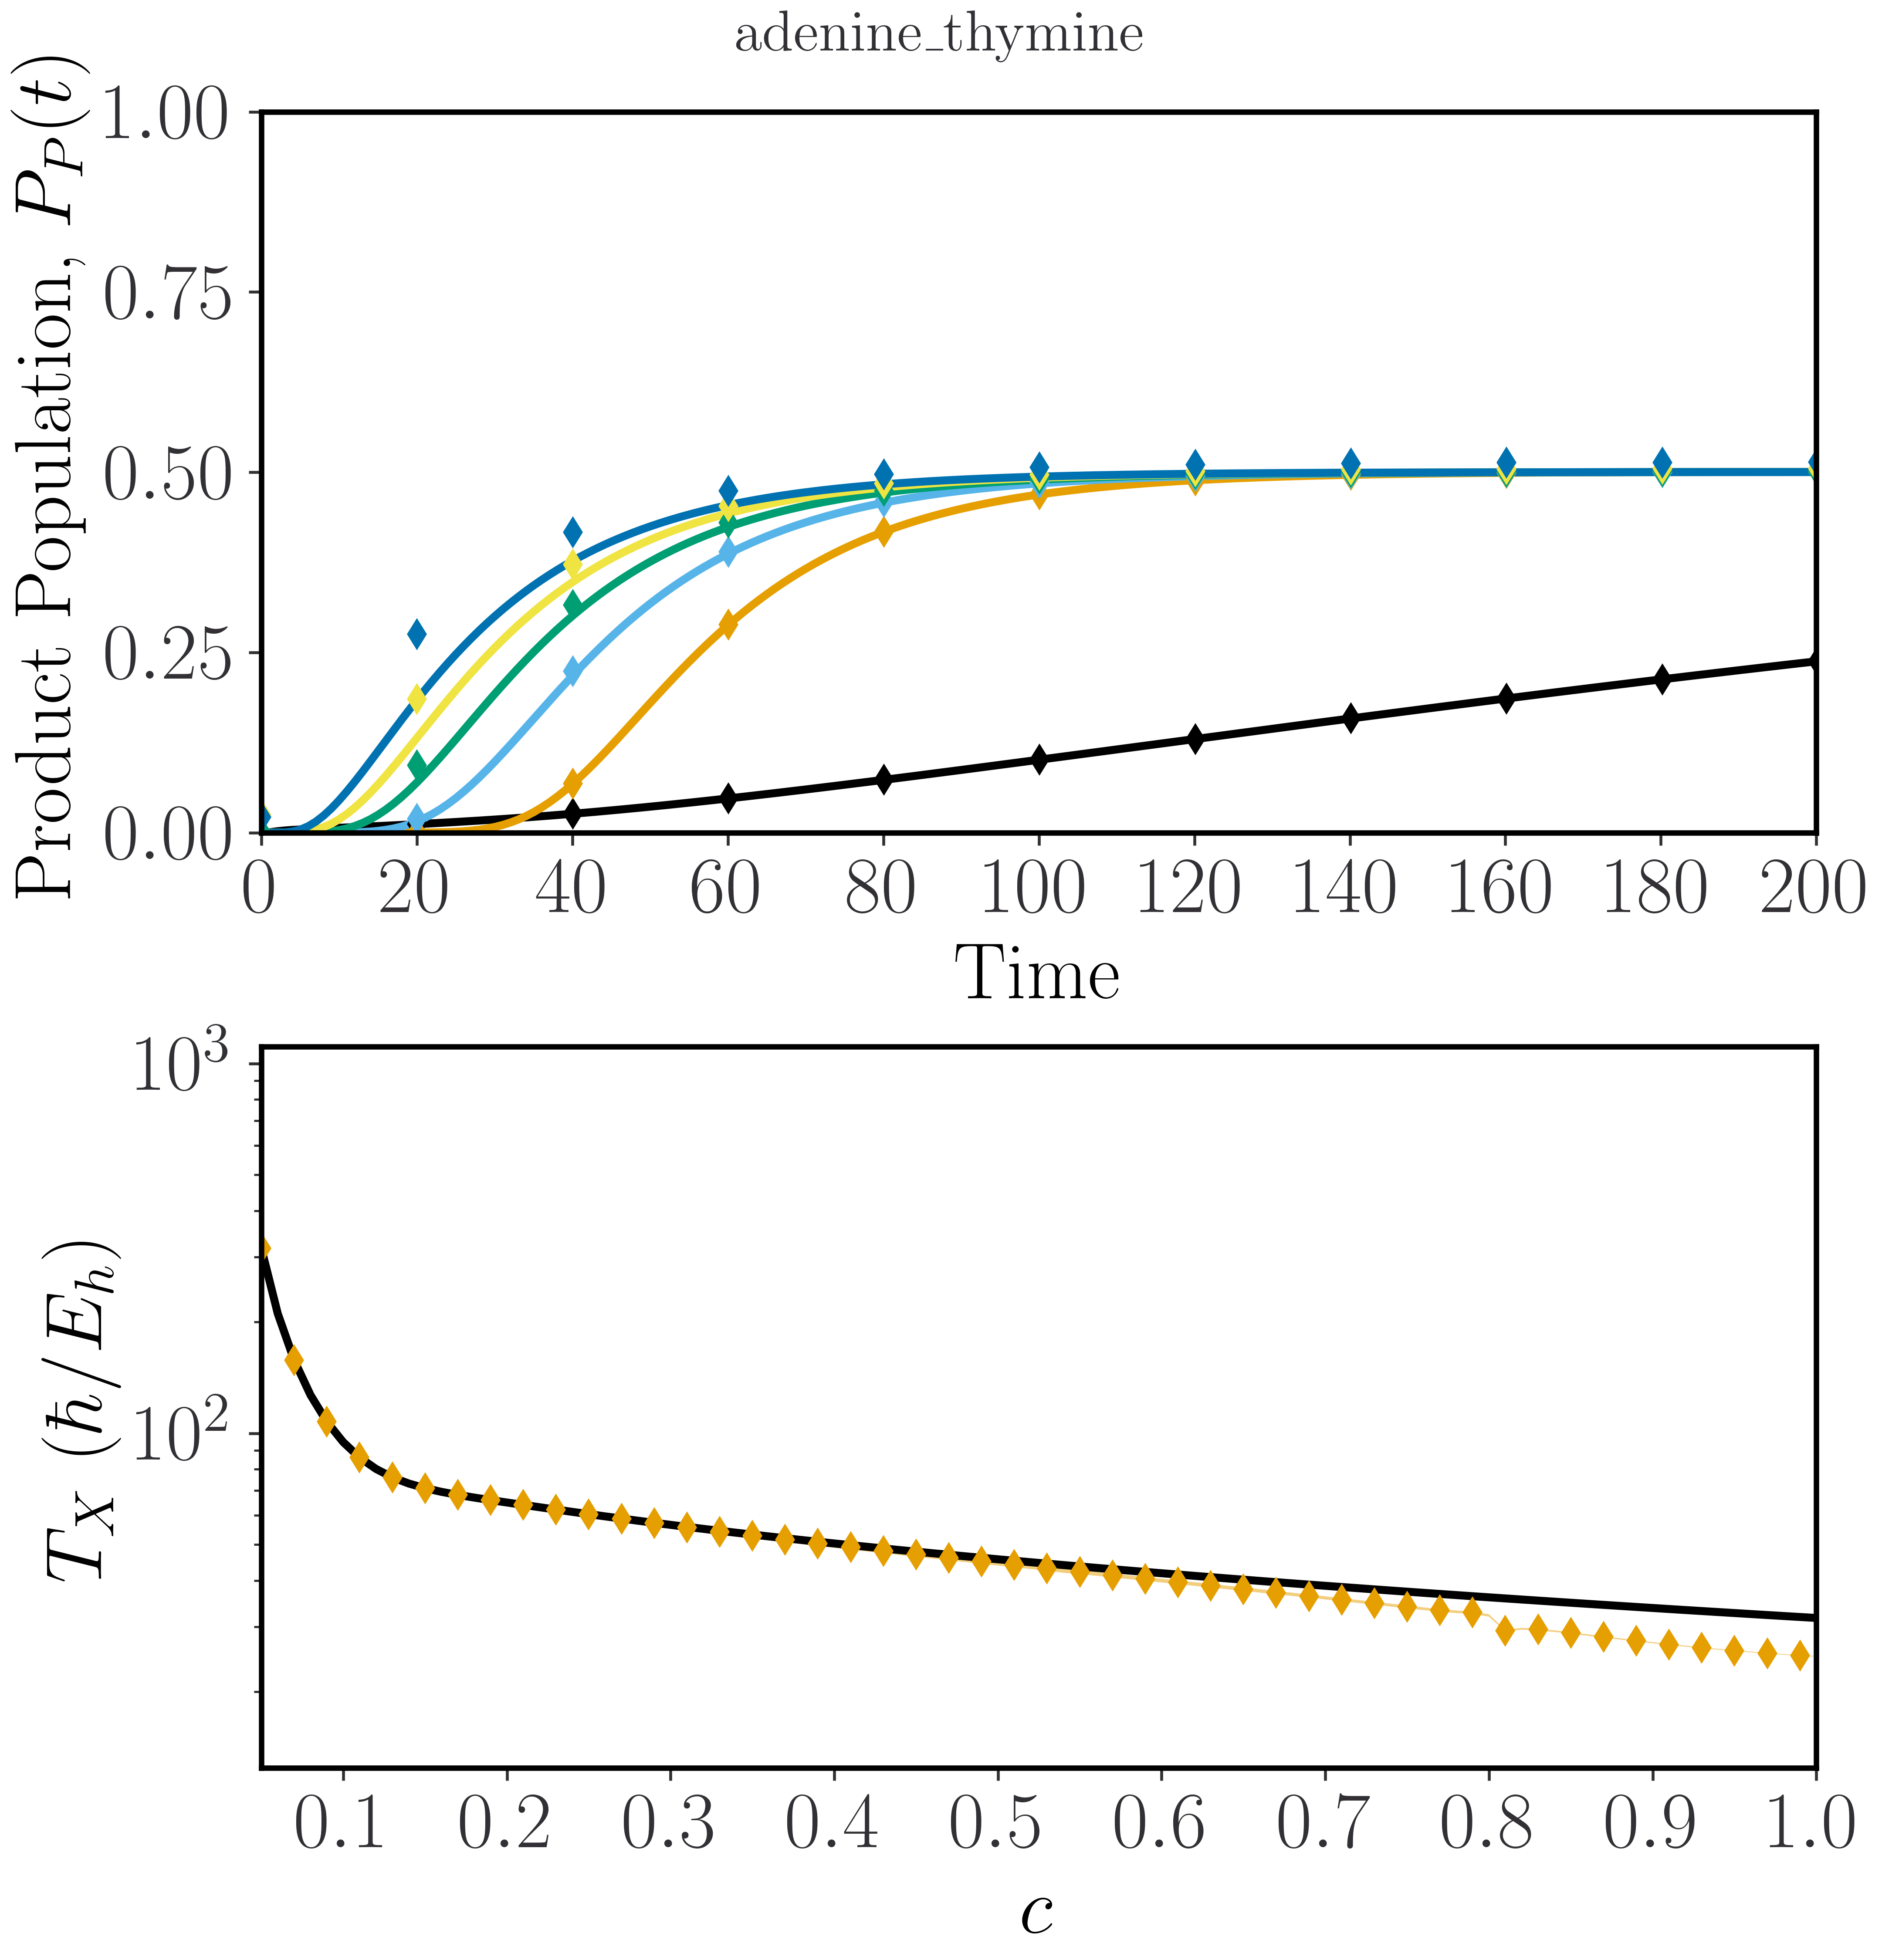 adenine_thymine
Product Population, P_P(t)
1.00
0.75
0.50
0.25
0.00
0 20 40 60 80 100 120 140 160 180 200
Time
T_X (ħ/E_h)
10^3
10^2
0.1 0.2 0.3 0.4 0.5 0.6 0.7 0.8 0.9 1.0
c